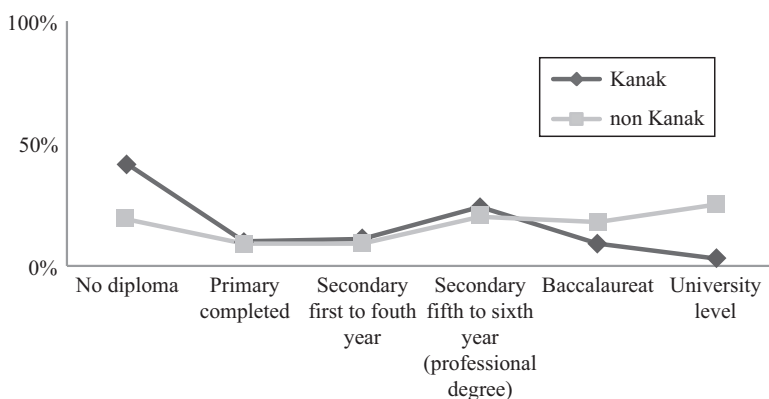 100%
50%
0%
Kanak
non Kanak
No diploma
Primary
completed
Secondary
first to fouth
year
Secondary
fifth to sixth
year
(professional
degree)
Baccalaureat
University
level